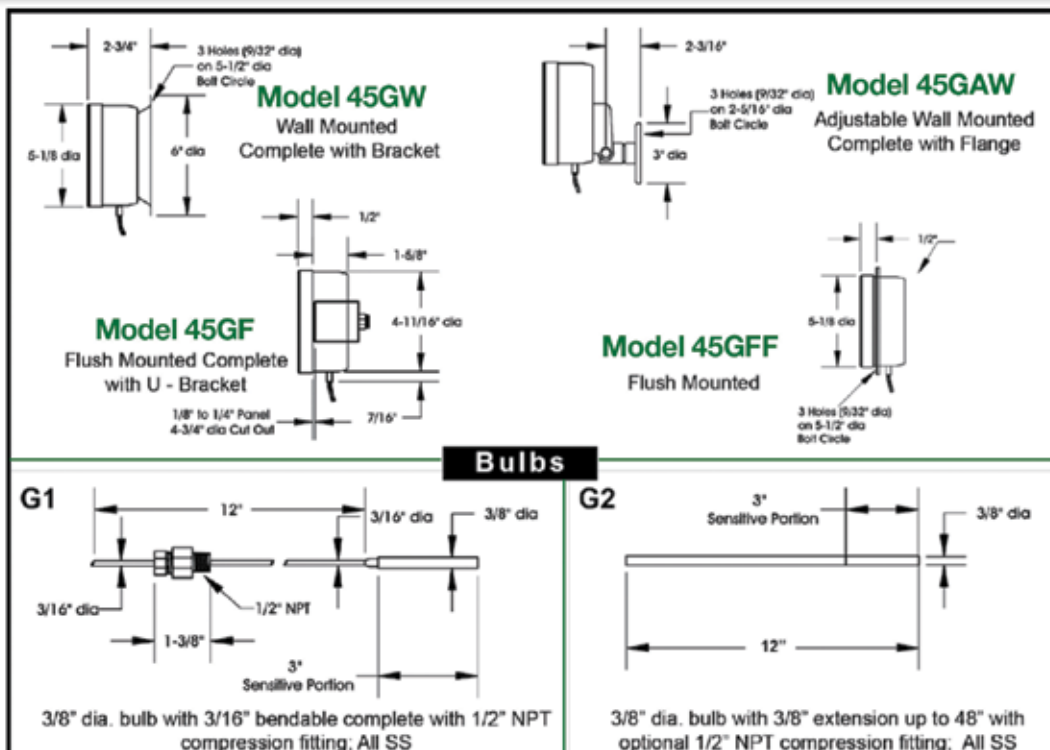 2-3/4"
3 Holes (9/32" dia)
on 5-1/2" dia
Bolt Circle
Model 45GW
Wall Mounted
Complete with Bracket
5-1/8 dia
6" dia
2-3/16"
3 Holes (9/32" dia)
on 2-5/16" dia
Bolt Circle
Model 45GAW
Adjustable Wall Mounted
Complete with Flange
3" dia
1/2"
1-5/8"
Model 45GF
Flush Mounted Complete
with U - Bracket
4-11/16" dia
1/8" to 1/4" Panel
4-3/4" dia Cut Out
7/16"
1/2"
Model 45GFF
Flush Mounted
5-1/8 dia
3 Holes (9/32" dia)
on 5-1/2" dia
Bolt Circle
Bulbs
G1
12"
3/16" dia
3/8" dia
3/16" dia
1/2" NPT
1-3/8"
3"
Sensitive Portion
3/8" dia. bulb with 3/16" bendable complete with 1/2" NPT
compression fitting; All SS
G2
3"
Sensitive Portion
3/8" dia
12"
3/8" dia. bulb with 3/8" extension up to 48" with
optional 1/2" NPT compression fitting; All SS